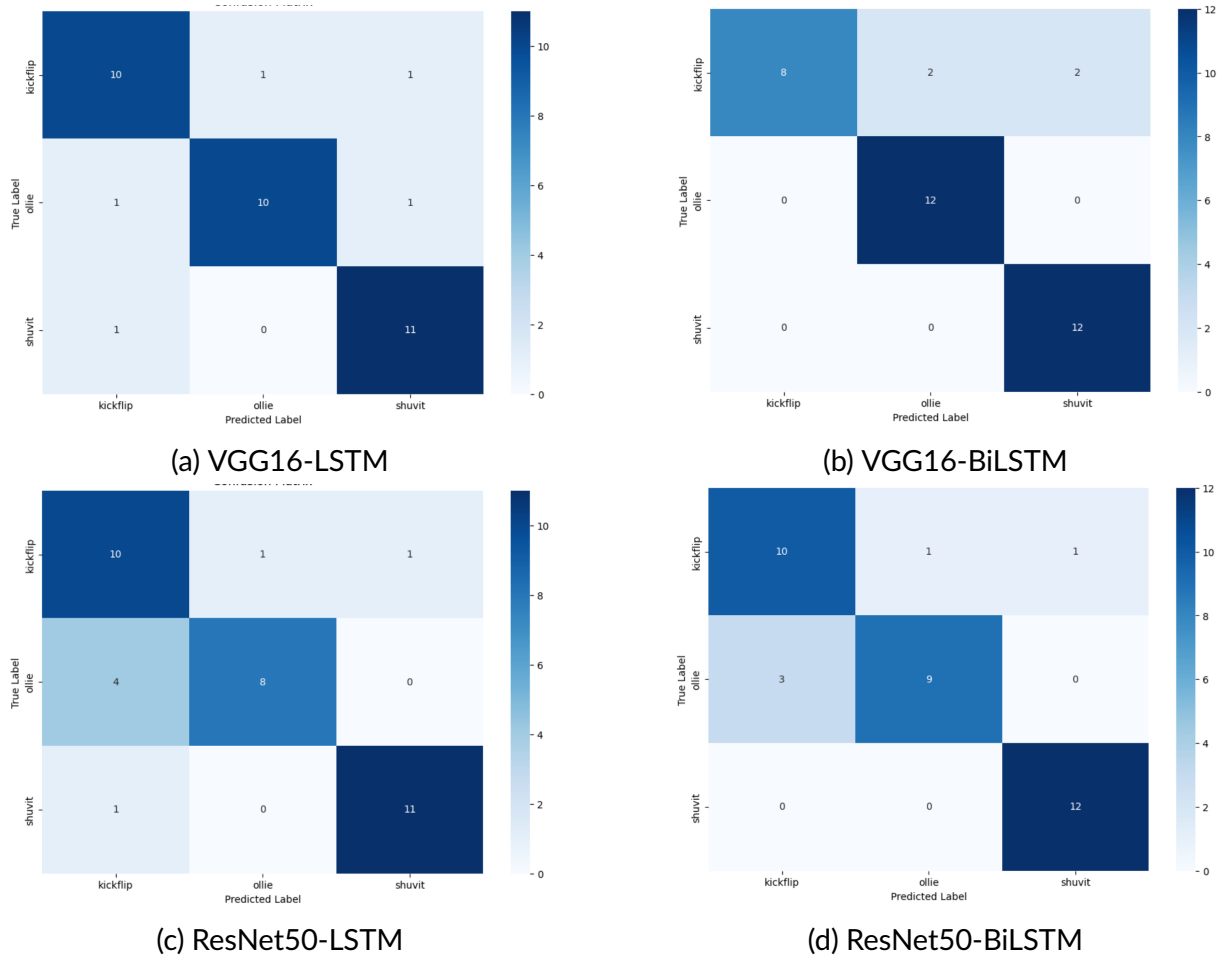 10 1 1
1 10 1
1 0 11
kickflip
ollie
shuvit
True Label
kickflip ollie shuvit
Predicted Label
10
8
6
4
2
0
(a) VGG16-LSTM
8 2 2
0 12 0
0 0 12
kickflip
ollie
shuvit
True Label
kickflip ollie shuvit
Predicted Label
12
10
8
6
4
2
0
(b) VGG16-BiLSTM
10 1 1
4 8 0
1 0 11
kickflip
ollie
shuvit
True Label
kickflip ollie shuvit
Predicted Label
10
8
6
4
2
0
(c) ResNet50-LSTM
10 1 1
3 9 0
0 0 12
kickflip
ollie
shuvit
True Label
kickflip ollie shuvit
Predicted Label
12
10
8
6
4
2
0
(d) ResNet50-BiLSTM